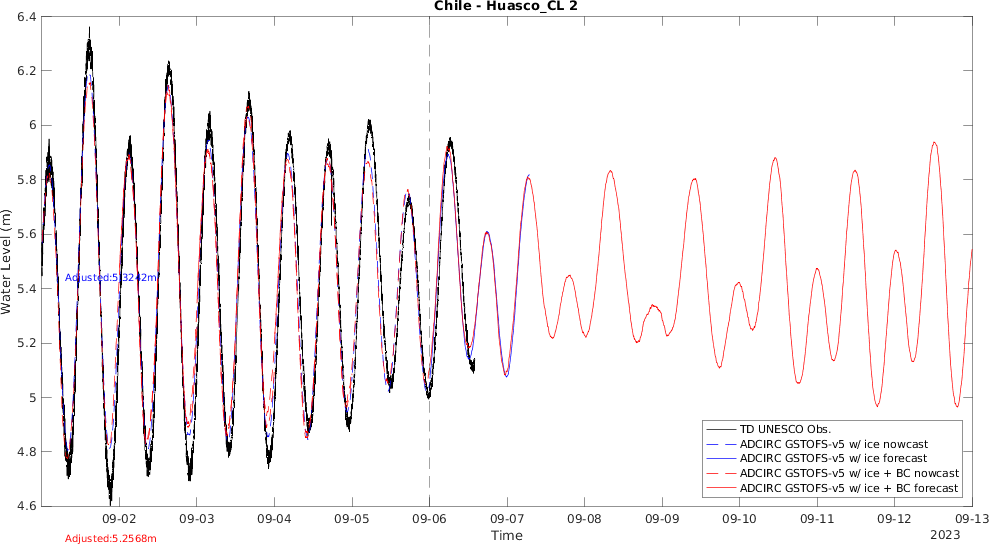 Chile - Huasco_CL 2
Water Level (m)
6.4
6.2
6
5.8
5.6
5.4
5.2
5
4.8
4.6
Adjusted:5.3242m
TD UNESCO Obs.
ADCIRC GSTOFS-v5 w/ ice nowcast
ADCIRC GSTOFS-v5 w/ ice forecast
ADCIRC GSTOFS-v5 w/ ice + BC nowcast
ADCIRC GSTOFS-v5 w/ ice + BC forecast
09-02 09-03 09-04 09-05 09-06 09-07 09-08 09-09 09-10 09-11 09-12 09-13
Time
2023
Adjusted:5.2568m